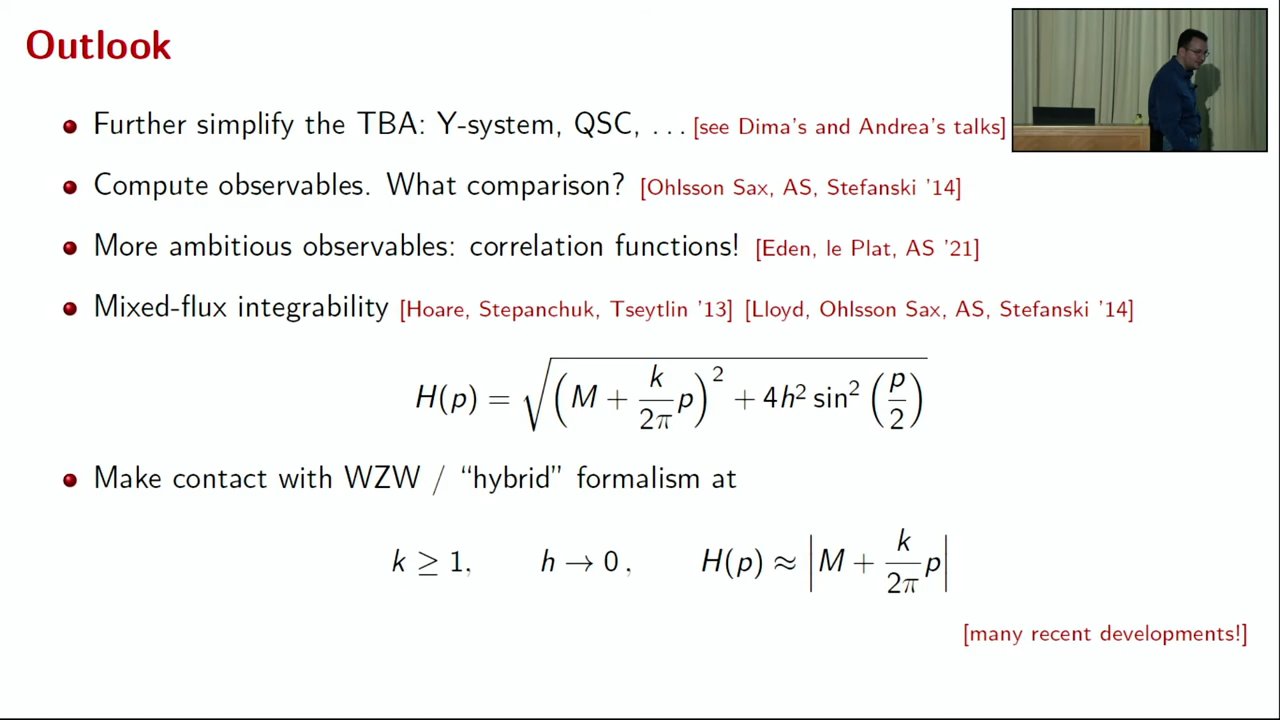 Outlook
Further simplify the TBA: Y-system, QSC, ... [see Dima's and Andrea's talks]
Compute observables. What comparison? [Ohlsson Sax, AS, Stefanski '14]
More ambitious observables: correlation functions! [Eden, le Plat, AS '21]
Mixed-flux integrability [Hoare, Stepanchuk, Tseytlin '13] [Lloyd, Ohlsson Sax, AS, Stefanski '14]
H(p) = √((M + k/2π p)² + 4h² sin² (p/2))
Make contact with WZW / “hybrid” formalism at
k ≥ 1, h → 0, H(p) ≈ |M + k/2π p|
[many recent developments!]